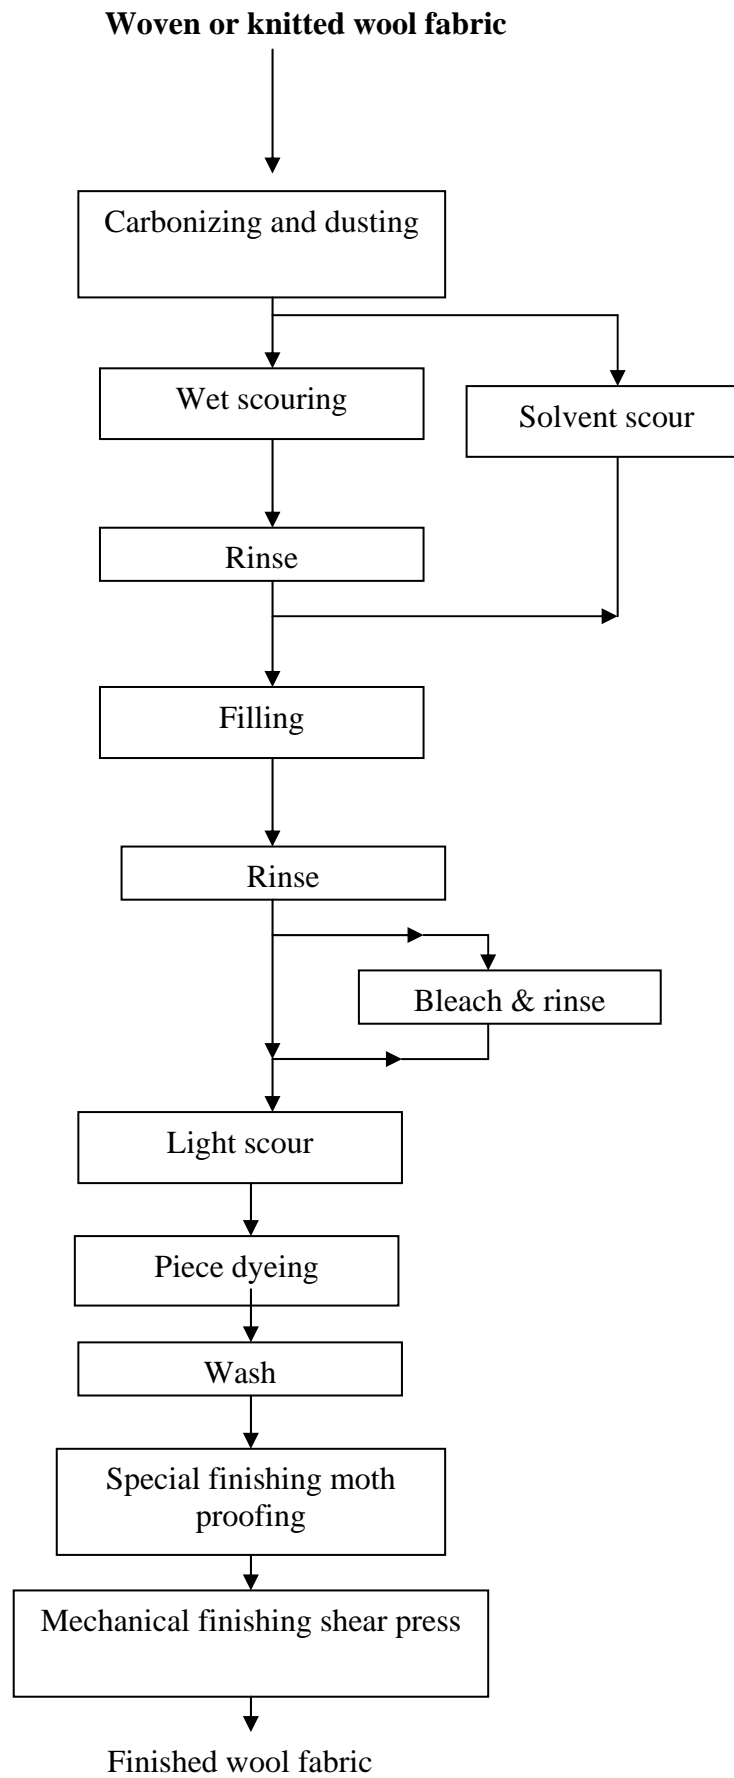 Woven or knitted wool fabric
Carbonizing and dusting
Wet scouring
Solvent scour
Rinse
Filling
Rinse
Bleach & rinse
Light scour
Piece dyeing
Wash
Special finishing moth
proofing
Mechanical finishing shear press
Finished wool fabric